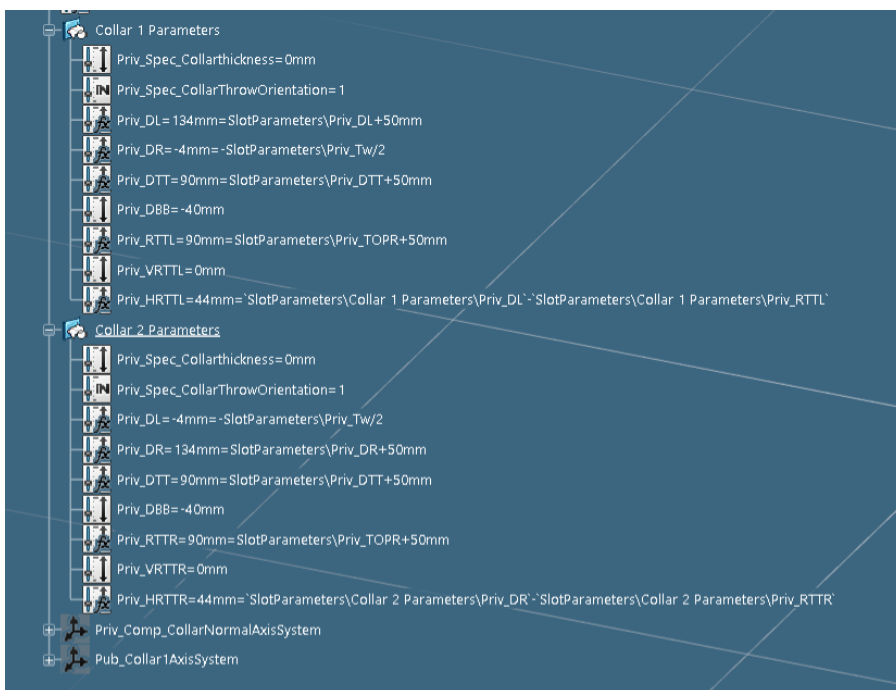 Collar 1 Parameters
Priv_Spec_Collarthickness=0mm
IN Priv_Spec_CollarThrowOrientation=1
Priv_DL=134mm=SlotParameters\Priv_DL+50mm
Priv_DR=-4mm=-SlotParameters\Priv_Tw/2
Priv_DTT=90mm=SlotParameters\Priv_DTT+50mm
Priv_DBB=-40mm
Priv_RTTL=90mm=SlotParameters\Priv_TOPR+50mm
Priv_VRTTL=0mm
Priv_HRTTL=44mm=`SlotParameters\Collar 1 Parameters\Priv_DL`-`SlotParameters\Collar 1 Parameters\Priv_RTTL`
Collar 2 Parameters
Priv_Spec_Collarthickness=0mm
IN Priv_Spec_CollarThrowOrientation=1
Priv_DL=-4mm=-SlotParameters\Priv_Tw/2
Priv_DR=134mm=SlotParameters\Priv_DR+50mm
Priv_DTT=90mm=SlotParameters\Priv_DTT+50mm
Priv_DBB=-40mm
Priv_RTTR=90mm=SlotParameters\Priv_TOPR+50mm
Priv_VRTTR=0mm
Priv_HRTTR=44mm=`SlotParameters\Collar 2 Parameters\Priv_DR`-`SlotParameters\Collar 2 Parameters\Priv_RTTR`
Priv_Comp_CollarNormalAxisSystem
Pub_Collar1AxisSystem